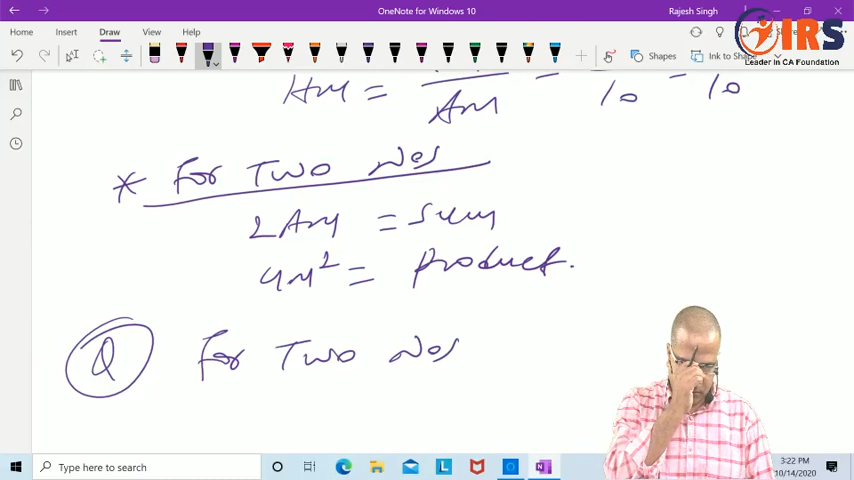 OneNote for Windows 10
Rajesh Singh
Home Insert Draw View Help
Share
Shapes Ink to Shape
IRS
Leader In CA Foundation
HM = AM = 10 = 10
* For Two Nos
2AM = Sum
GM² = Product.
Q For Two Nos
Type here to search
3:22 PM
10/14/2020